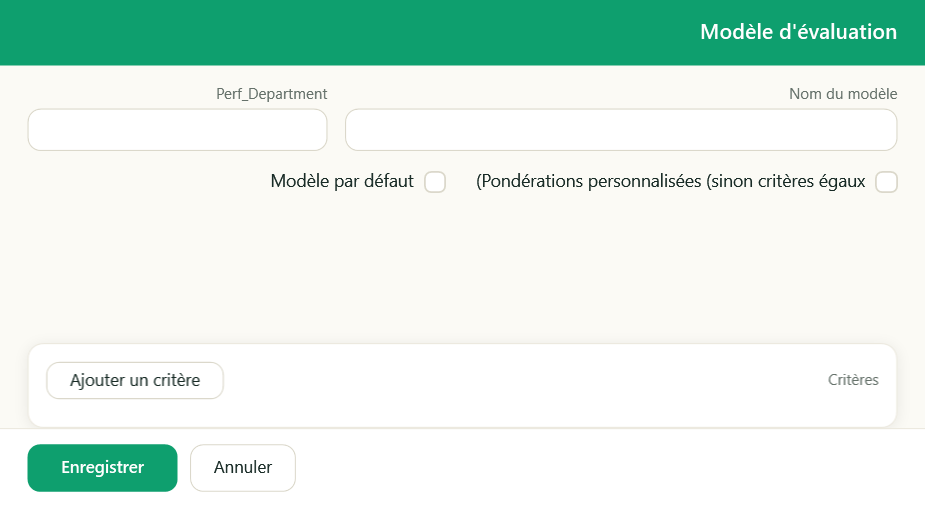 Modèle d'évaluation
Nom du modèle
Perf_Department
(Pondérations personnalisées (sinon critères égaux
Modèle par défaut
Critères
Ajouter un critère
Enregistrer
Annuler